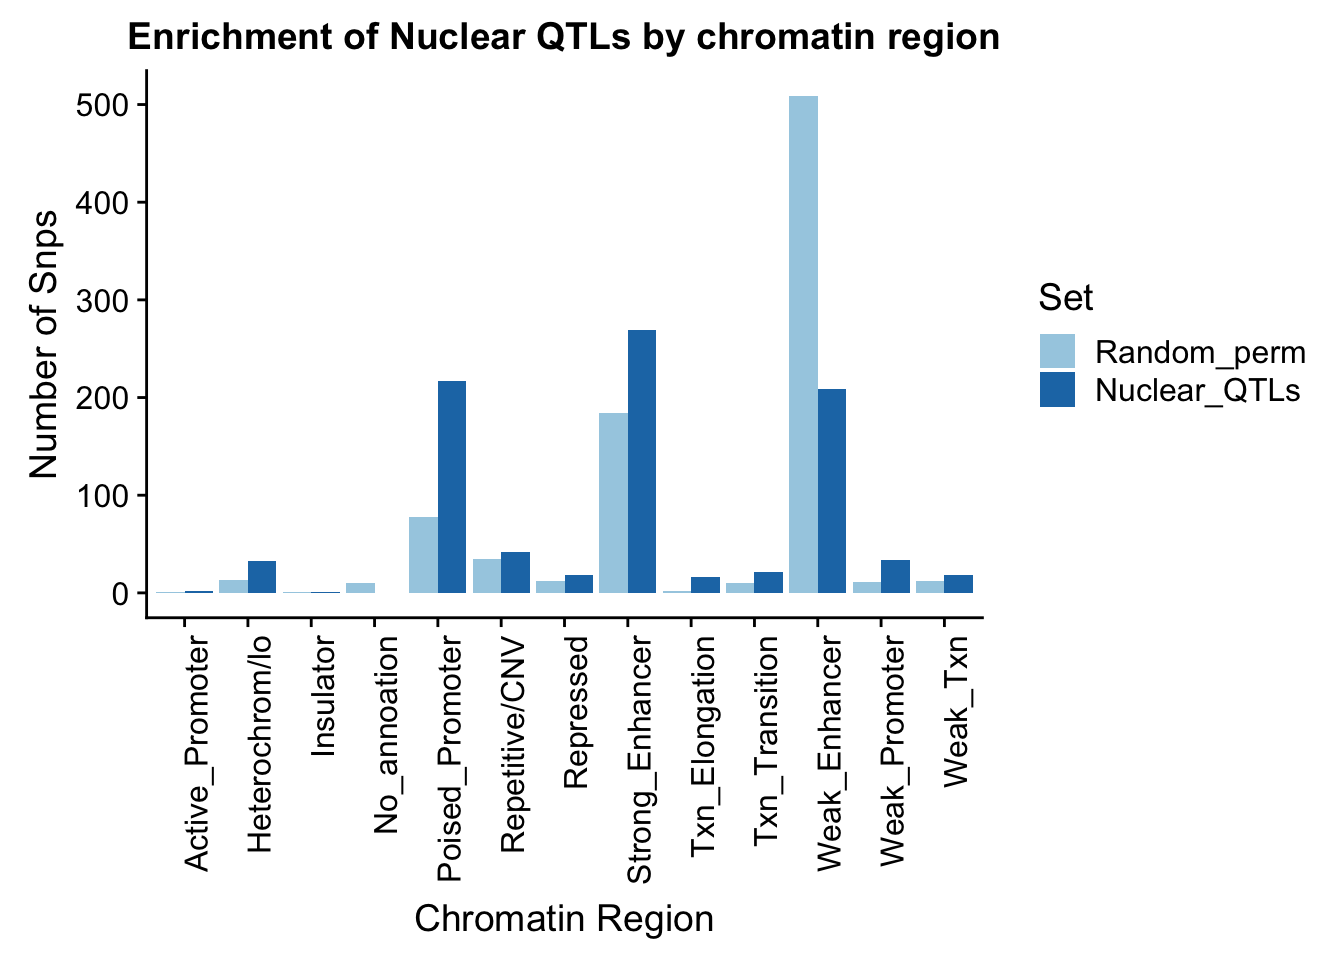 Enrichment of Nuclear QTLs by chromatin region
Number of Snps
500
400
300
200
100
0
Active_Promoter
Heterochrom/lo
Insulator
No_annoation
Poised_Promoter
Repetitive/CNV
Repressed
Strong_Enhancer
Txn_Elongation
Txn_Transition
Weak_Enhancer
Weak_Promoter
Weak_Txn
Chromatin Region
Set
Random_perm
Nuclear_QTLs